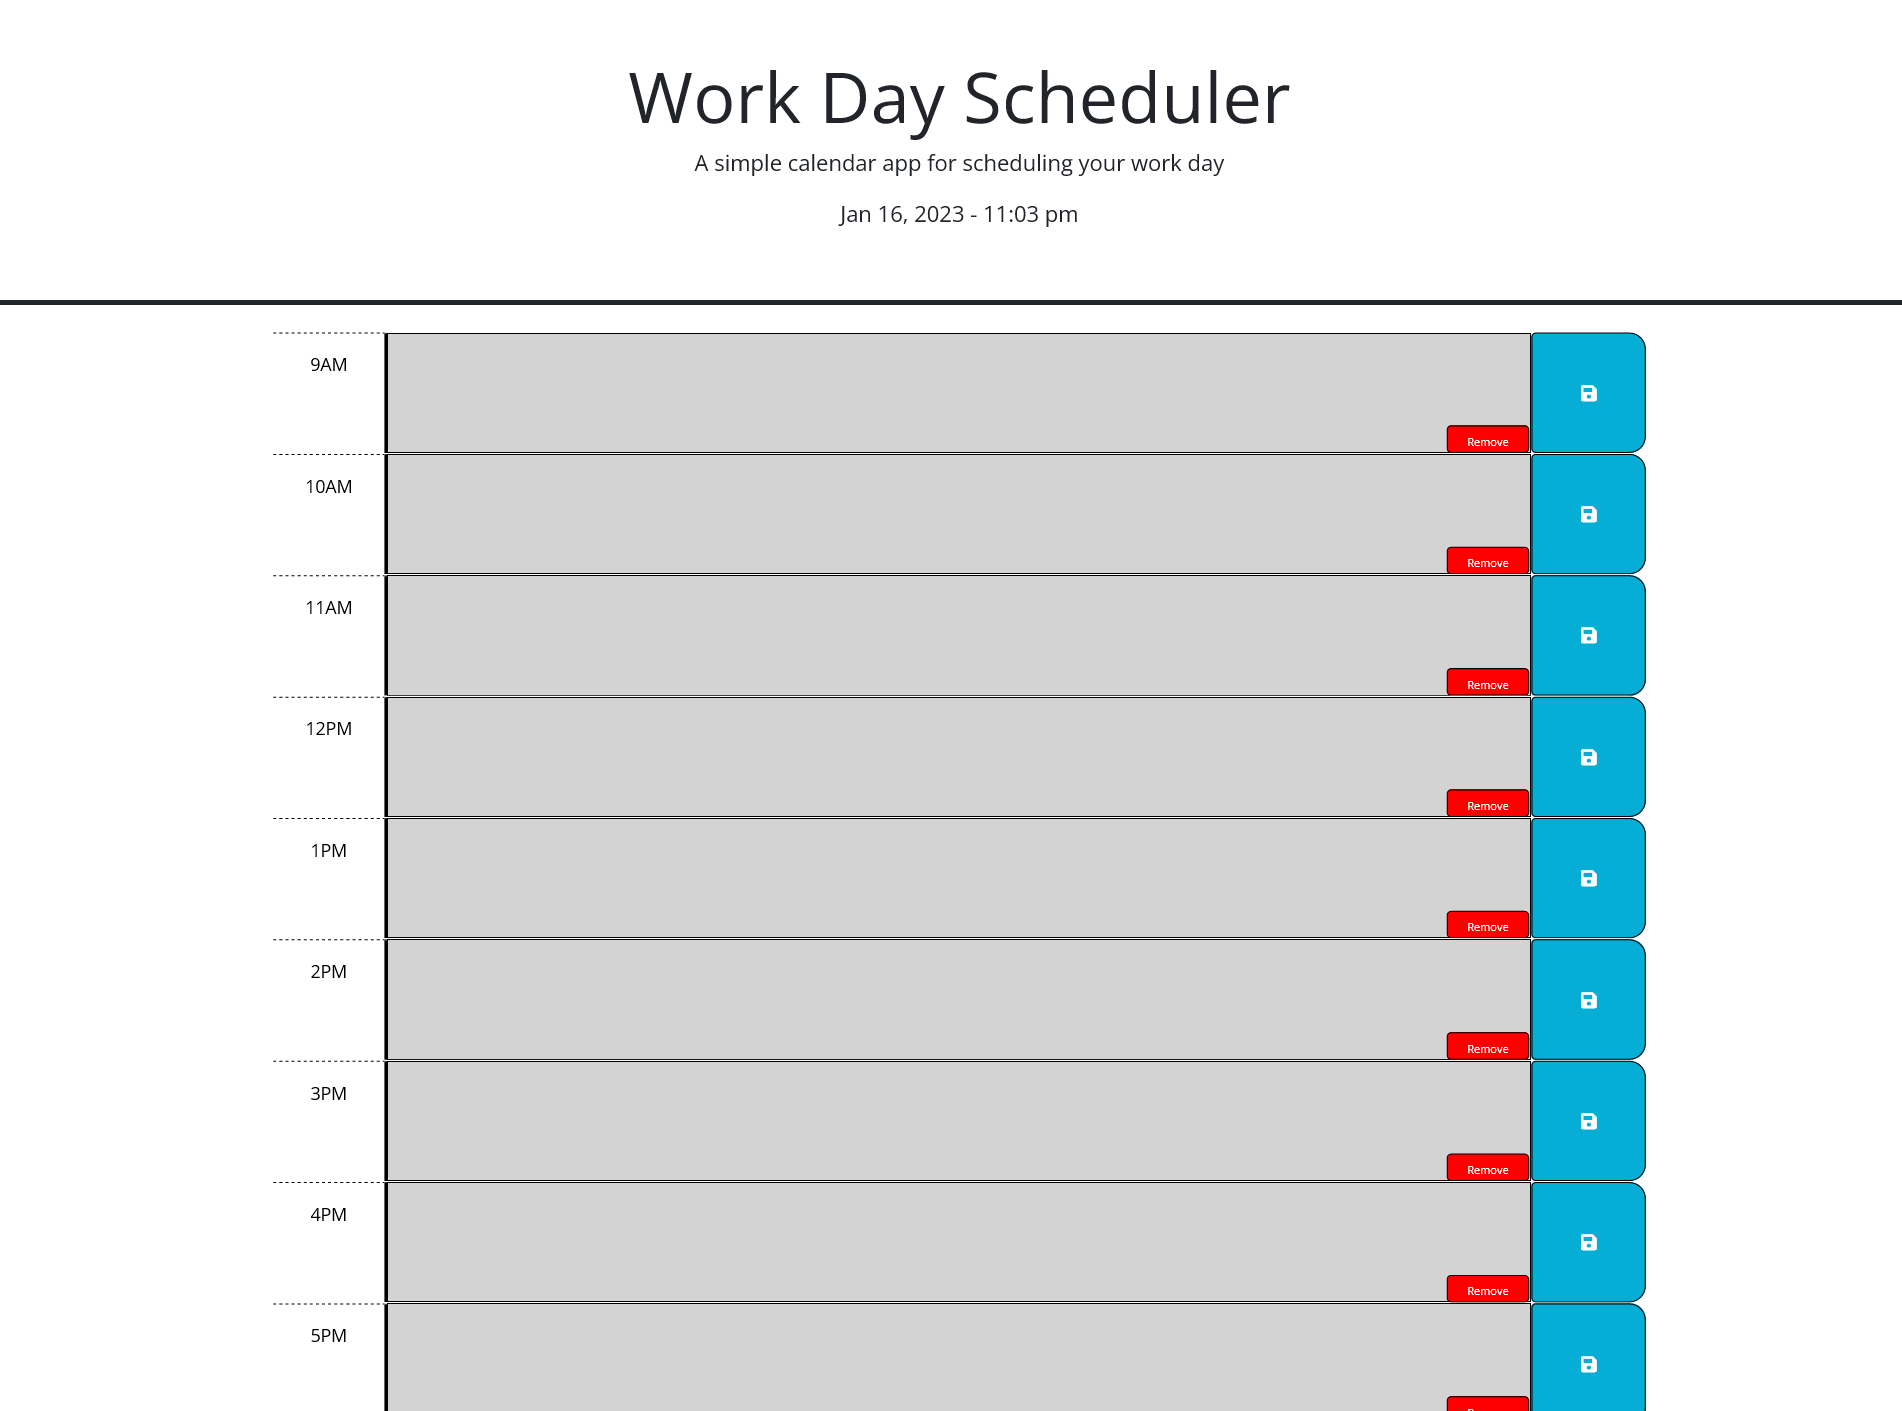 Work Day Scheduler
A simple calendar app for scheduling your work day
Jan 16, 2023 - 11:03 pm
9AM
Remove
10AM
Remove
11AM
Remove
12PM
Remove
1PM
Remove
2PM
Remove
3PM
Remove
4PM
Remove
5PM